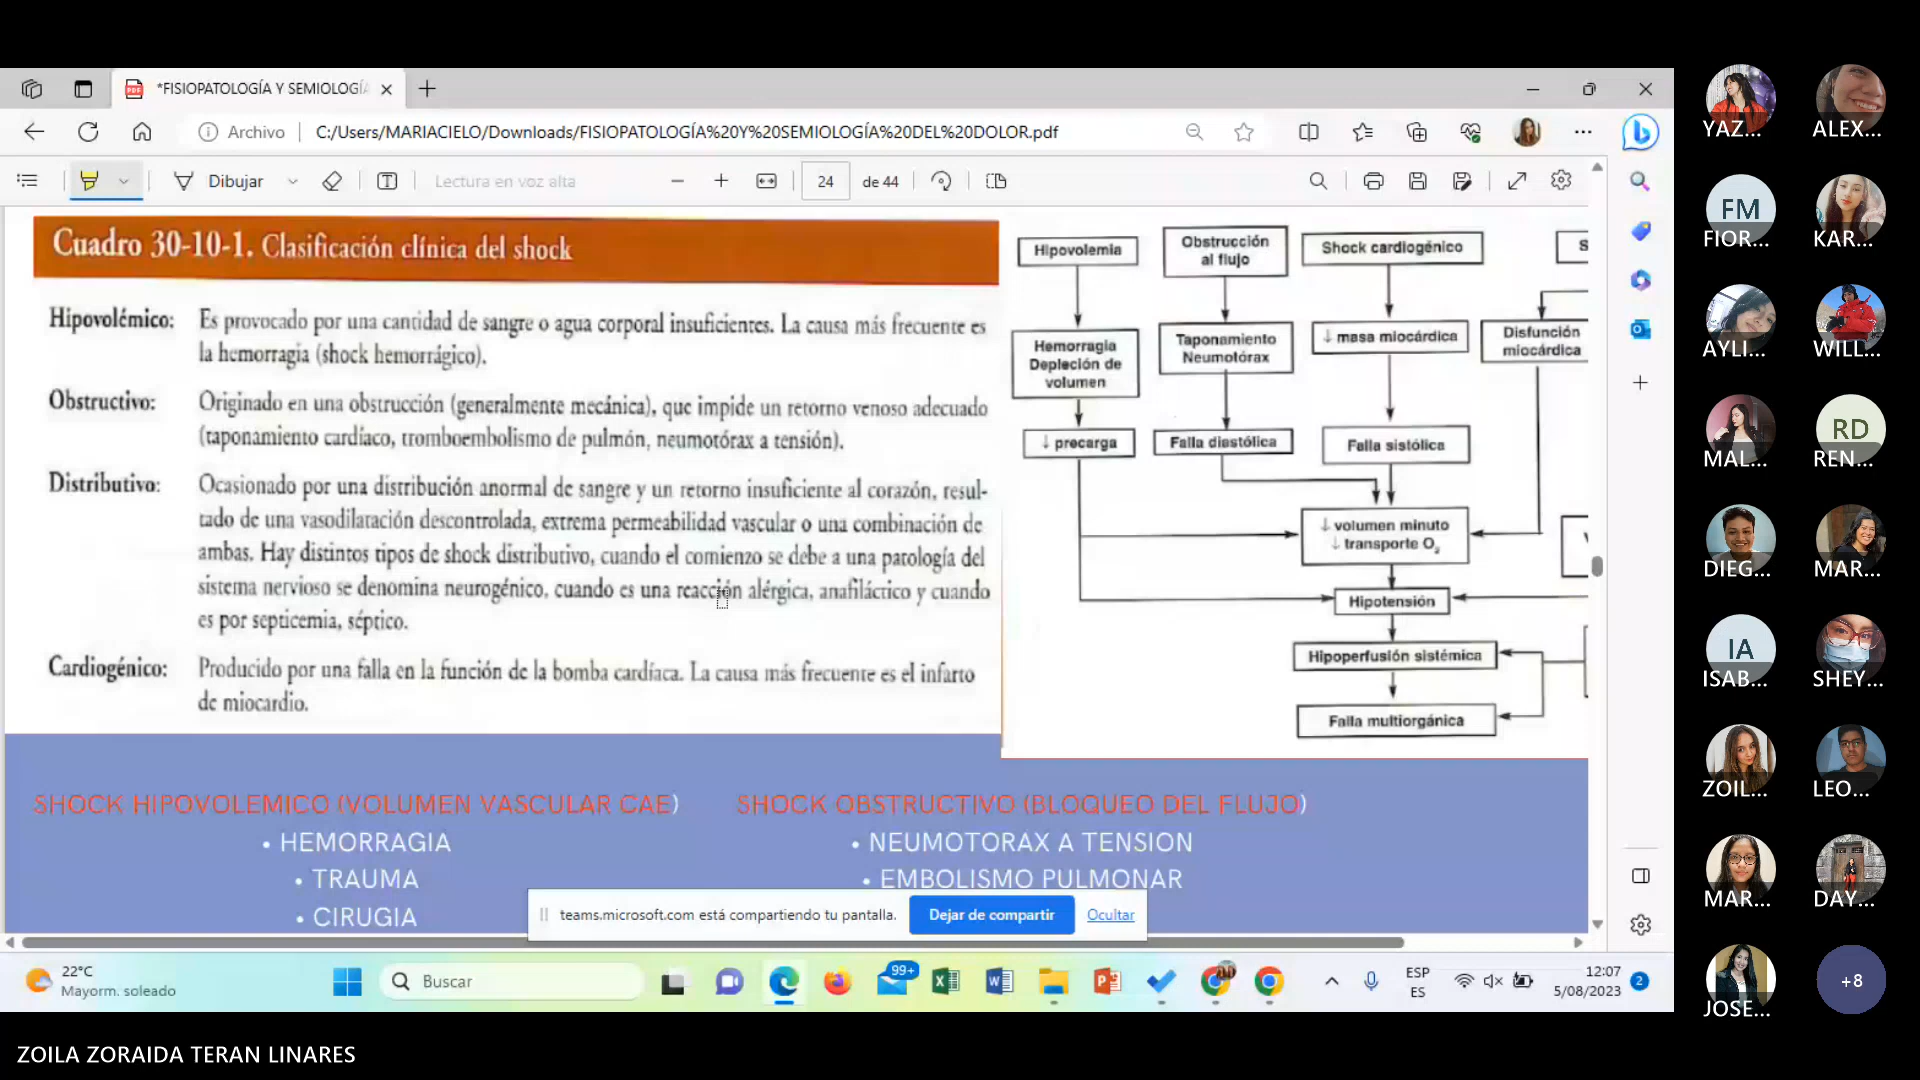 *FISIOPATOLOGÍA Y SEMIOLOGÍA
Archivo
C:/Users/MARIACIELO/Downloads/FISIOPATOLOGÍA%20Y%20SEMIOLOGÍA%20DEL%20DOLOR.pdf
Dibujar
Lectura en voz alta
24
de 44
Cuadro 30-10-1. Clasificación clínica del shock
Hipovolémico: Es provocado por una cantidad de sangre o agua corporal insuficientes. La causa más frecuente es
la hemorragia (shock hemorrágico).
Obstructivo: Originado en una obstrucción (generalmente mecánica), que impide un retorno venoso adecuado
(taponamiento cardíaco, tromboembolismo de pulmón, neumotórax a tensión).
Distributivo: Ocasionado por una distribución anormal de sangre y un retorno insuficiente al corazón, resul-
tado de una vasodilatación descontrolada, extrema permeabilidad vascular o una combinación de
ambas. Hay distintos tipos de shock distributivo, cuando el comienzo se debe a una patología del
sistema nervioso se denomina neurogénico, cuando es una reacción alérgica, anafiláctico y cuando
es por septicemia, séptico.
Cardiogénico: Producido por una falla en la función de la bomba cardíaca. La causa más frecuente es el infarto
de miocardio.
Hipovolemia
Obstrucción
al flujo
Shock cardiogénico
S
Hemorragia
Depleción de
volumen
Taponamiento
Neumotórax
↓ masa miocárdica
Disfunción
miocárdica
↓ precarga
Falla diastólica
Falla sistólica
↓ volumen minuto
↓ transporte O2
Hipotensión
Hipoperfusión sistémica
Falla multiorgánica
SHOCK HIPOVOLEMICO (VOLUMEN VASCULAR CAE)
• HEMORRAGIA
• TRAUMA
• CIRUGIA
SHOCK OBSTRUCTIVO (BLOQUEO DEL FLUJO)
• NEUMOTORAX A TENSION
• EMBOLISMO PULMONAR
teams.microsoft.com está compartiendo tu pantalla.
Dejar de compartir
Ocultar
22°C
Mayorm. soleado
Buscar
99+
ESP
ES
12:07
5/08/2023
2
YAZ...
ALEX...
FM
FIOR...
KAR...
AYLI...
WILL...
MAL...
RD
REN...
DIEG...
MAR...
IA
ISAB...
SHEY...
ZOIL...
LEO...
MAR...
DAY...
JOSE...
+8
ZOILA ZORAIDA TERAN LINARES